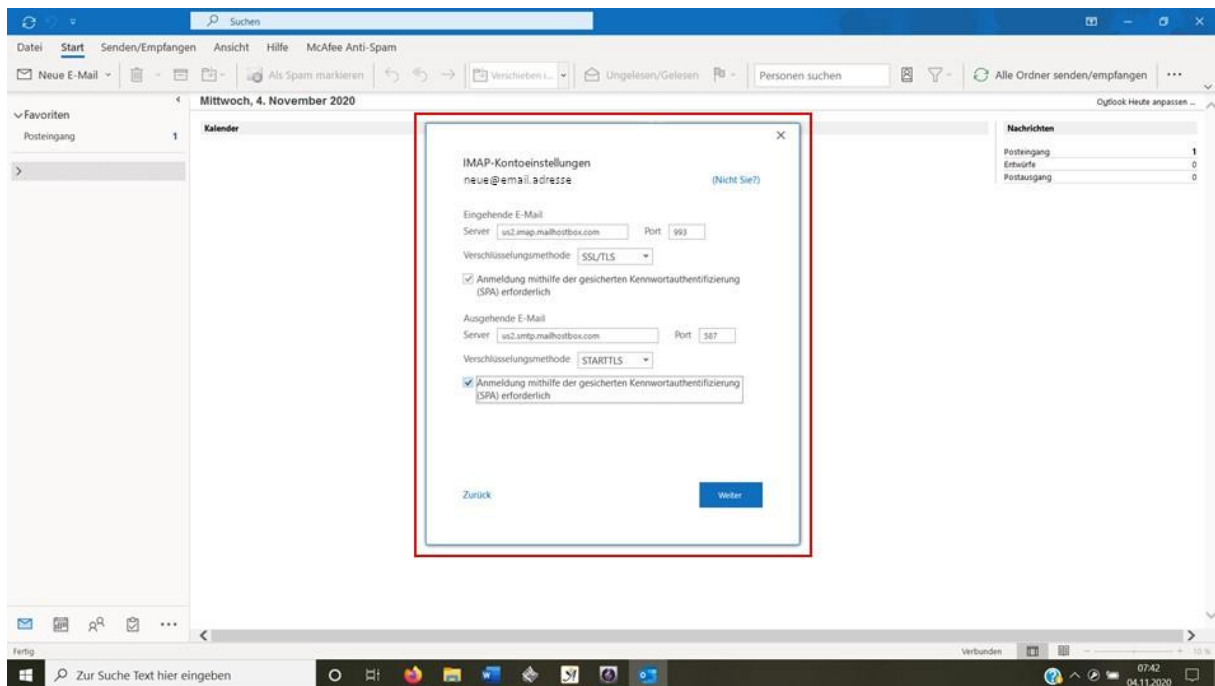 Suchen
Datei Start Senden/Empfangen Ansicht Hilfe McAfee Anti-Spam
Neue E-Mail Als Spam markieren Verschieben i... Ungelesen/Gelesen Personen suchen Alle Ordner senden/empfangen ...
Favoriten
Posteingang 1
Mittwoch, 4. November 2020
Outlook Heute anpassen ...
Kalender
Nachrichten
Posteingang 1
Entwürfe 0
Postausgang 0
IMAP-Kontoeinstellungen
neue@email.adresse (Nicht Sie?)
Eingehende E-Mail
Server us2.imap.mailhostbox.com Port 993
Verschlüsselungsmethode SSL/TLS
Anmeldung mithilfe der gesicherten Kennwortauthentifizierung
(SPA) erforderlich
Ausgehende E-Mail
Server us2.smtp.mailhostbox.com Port 587
Verschlüsselungsmethode STARTTLS
Anmeldung mithilfe der gesicherten Kennwortauthentifizierung
(SPA) erforderlich
Zurück Weiter
Fertig
Verbunden
10 %
Zur Suche Text hier eingeben
07:42
04.11.2020